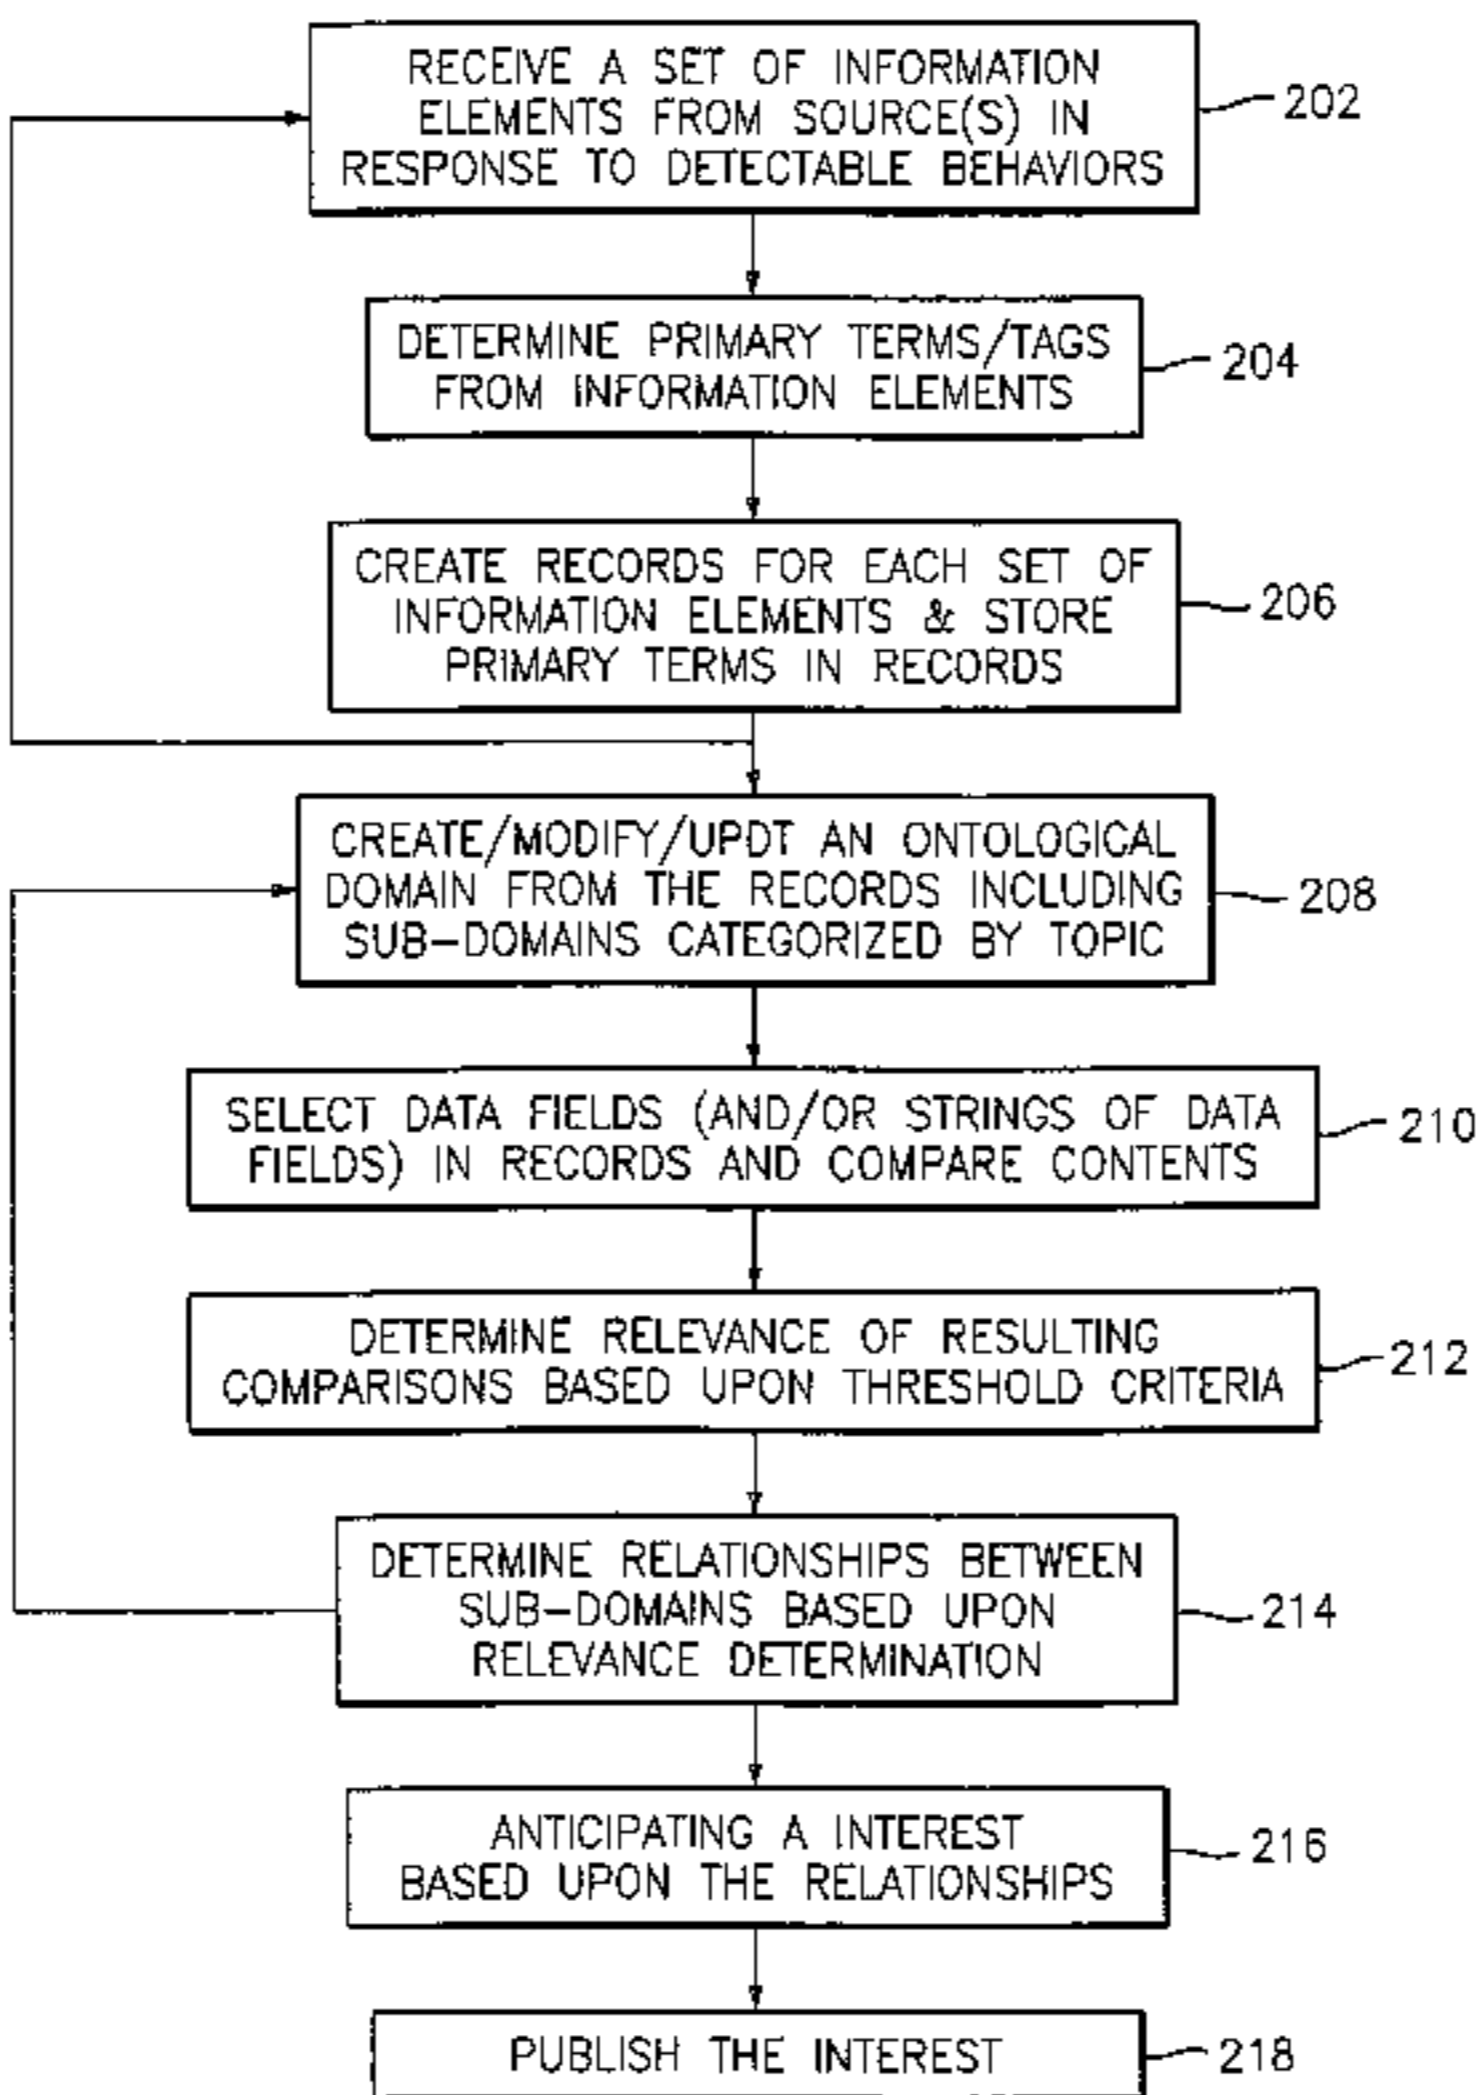 RECEIVE A SET OF INFORMATION
ELEMENTS FROM SOURCE(S) IN
RESPONSE TO DETECTABLE BEHAVIORS
202
DETERMINE PRIMARY TERMS/TAGS
FROM INFORMATION ELEMENTS
204
CREATE RECORDS FOR EACH SET OF
INFORMATION ELEMENTS & STORE
PRIMARY TERMS IN RECORDS
206
CREATE/MODIFY/UPDT AN ONTOLOGICAL
DOMAIN FROM THE RECORDS INCLUDING
SUB-DOMAINS CATEGORIZED BY TOPIC
208
SELECT DATA FIELDS (AND/OR STRINGS OF DATA
FIELDS) IN RECORDS AND COMPARE CONTENTS
210
DETERMINE RELEVANCE OF RESULTING
COMPARISONS BASED UPON THRESHOLD CRITERIA
212
DETERMINE RELATIONSHIPS BETWEEN
SUB-DOMAINS BASED UPON
RELEVANCE DETERMINATION
214
ANTICIPATING A INTEREST
BASED UPON THE RELATIONSHIPS
216
PUBLISH THE INTEREST
218